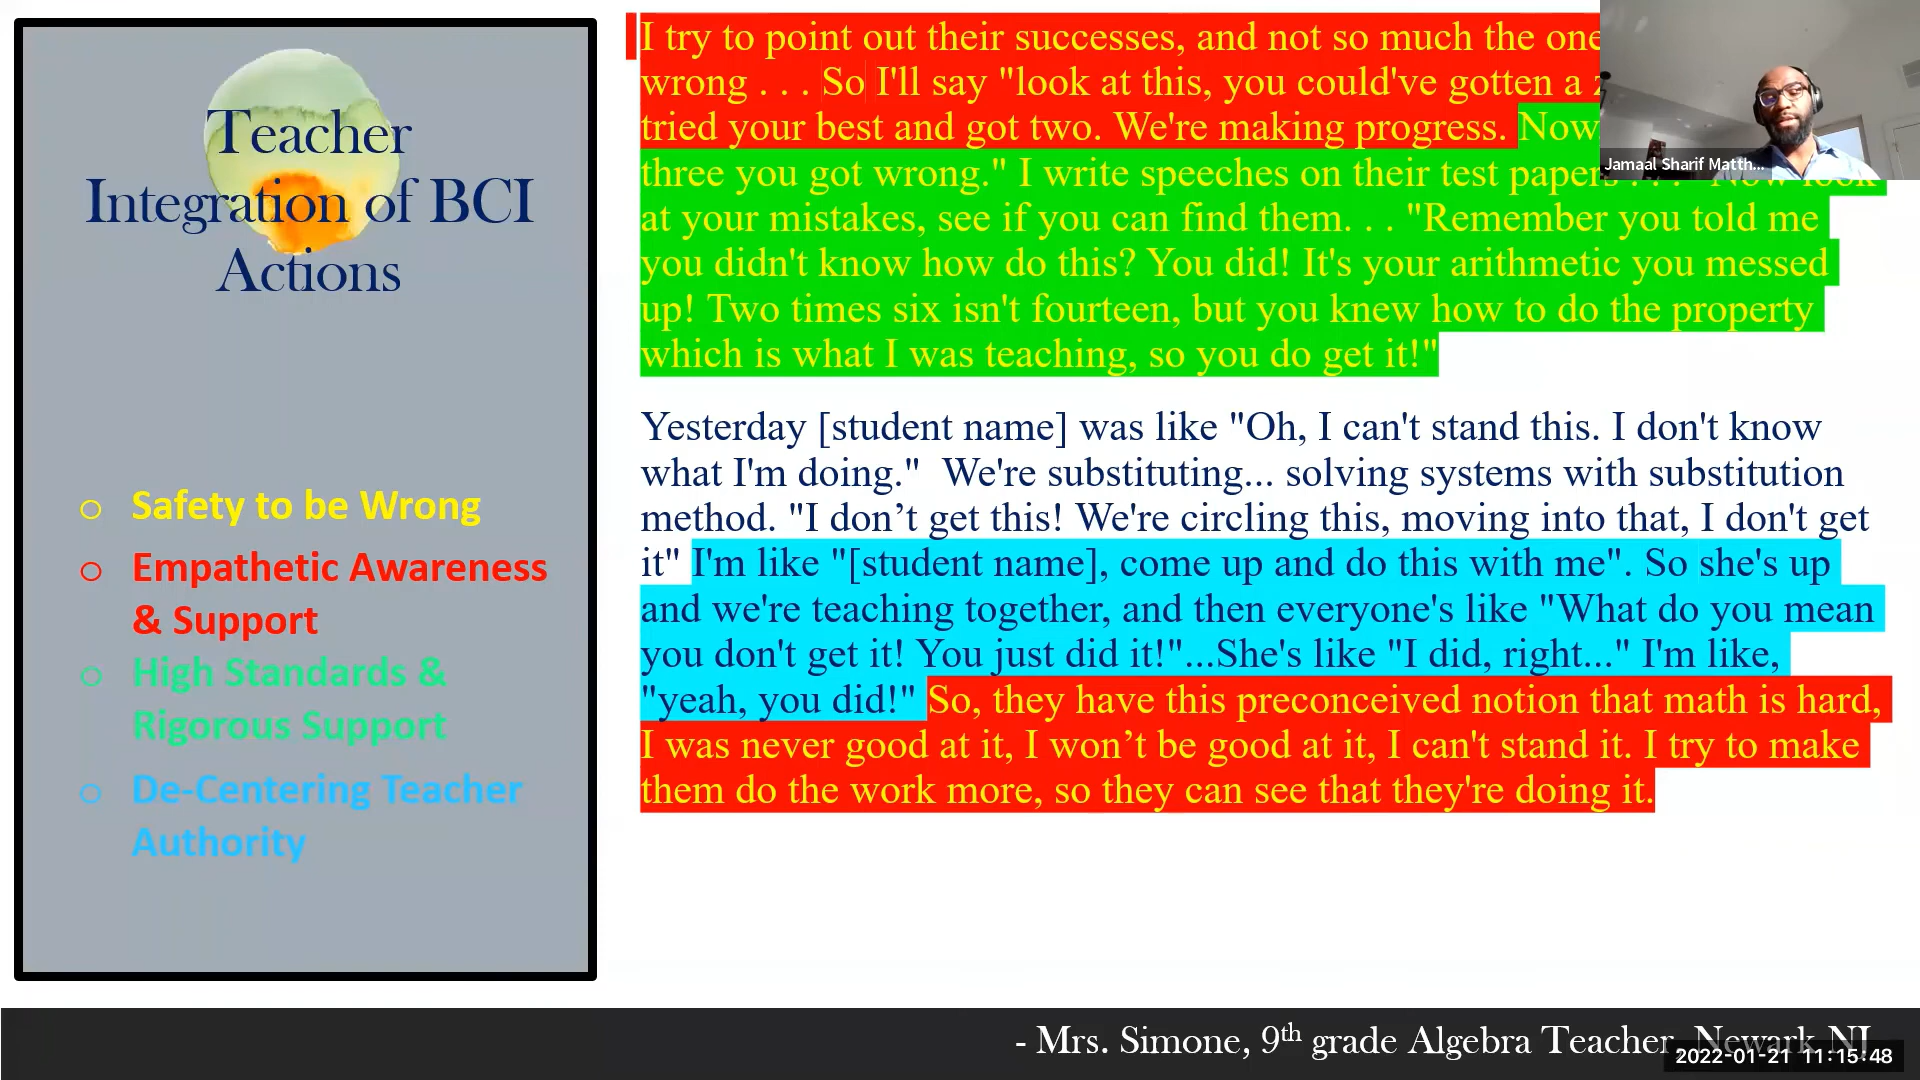 Teacher
Integration of BCI
Actions
o Safety to be Wrong
o Empathetic Awareness
& Support
o High Standards &
Rigorous Support
o De-Centering Teacher
Authority
I try to point out their successes, and not so much the one
wrong . . . So I'll say "look at this, you could've gotten a
tried your best and got two. We're making progress. Now
three you got wrong." I write speeches on their test papers . . . "Now look
at your mistakes, see if you can find them. . . "Remember you told me
you didn't know how do this? You did! It's your arithmetic you messed
up! Two times six isn't fourteen, but you knew how to do the property
which is what I was teaching, so you do get it!"
Yesterday [student name] was like "Oh, I can't stand this. I don't know
what I'm doing." We're substituting... solving systems with substitution
method. "I don’t get this! We're circling this, moving into that, I don't get
it" I'm like "[student name], come up and do this with me". So she's up
and we're teaching together, and then everyone's like "What do you mean
you don't get it! You just did it!"...She's like "I did, right..." I'm like,
"yeah, you did!" So, they have this preconceived notion that math is hard,
I was never good at it, I won’t be good at it, I can't stand it. I try to make
them do the work more, so they can see that they're doing it.
Jamaal Sharif Matth...
- Mrs. Simone, 9th grade Algebra Teacher, Newark NJ
2022-01-21 11:15:48